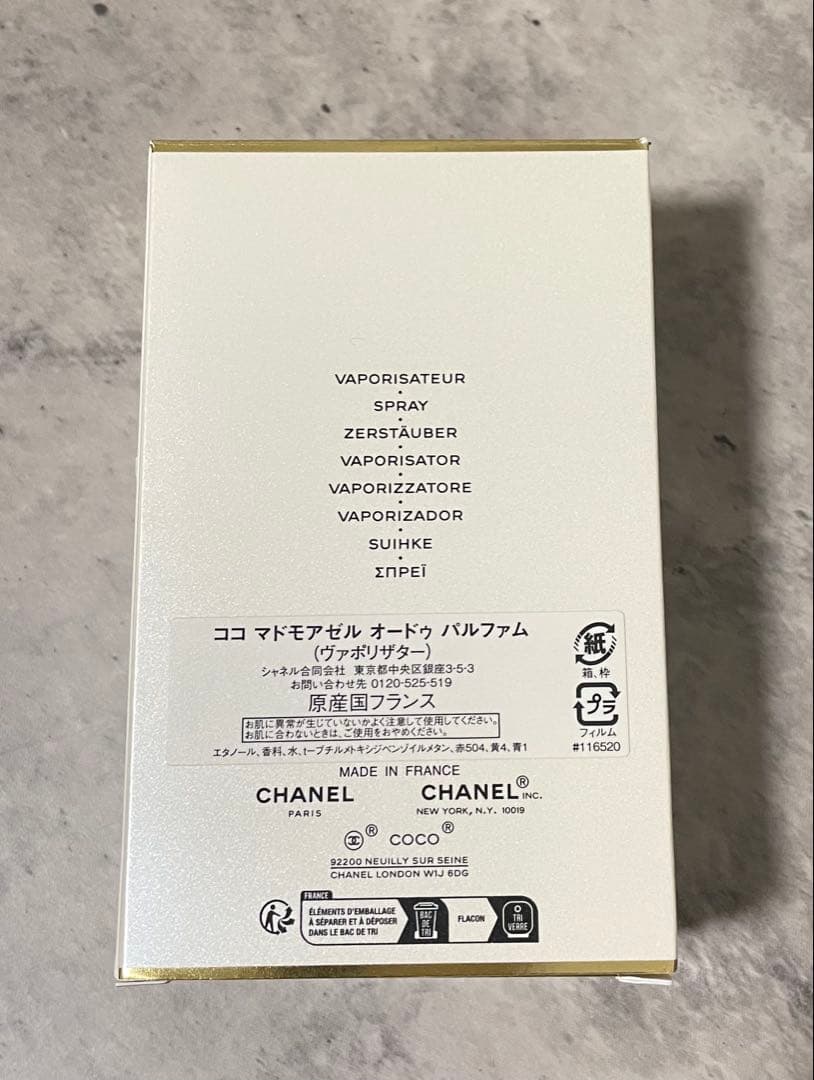 VAPORISATEUR
SPRAY
ZERSTÄUBER
VAPORISATOR
VAPORIZZATORE
VAPORIZADOR
SUIHKE
ΣΠΡΕΪ
ココ マドモアゼル オードゥ パルファム
(ヴァポリザター)
シャネル合同会社 東京都中央区銀座3-5-3
お問い合わせ先 0120-525-519
原産国フランス
お肌に異常が生じていないかよく注意して使用してください。
お肌に合わないときは、ご使用をおやめください。
エタノール、香料、水、t-ブチルメトキシジベンゾイルメタン、赤504、黄4、青1
紙
箱、枠
プラ
フィルム
#116520
MADE IN FRANCE
CHANEL
PARIS
CHANEL® INC.
NEW YORK, N.Y. 10019
® COCO®
92200 NEUILLY SUR SEINE
CHANEL LONDON W1J 6DG
FRANCE
ÉLÉMENTS D'EMBALLAGE
À SÉPARER ET À DÉPOSER
DANS LE BAC DE TRI
BAC
DE
TRI
FLACON
TRI
VERRE